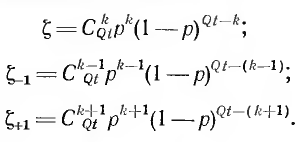 ζ = C_{Qt}^{k} p^{k} (1 − p)^{Qt−k};
ζ_{−1} = C_{Qt}^{k−1} p^{k−1} (1 − p)^{Qt−(k−1)};
ζ_{+1} = C_{Qt}^{k+1} p^{k+1} (1 − p)^{Qt−(k+1)}.